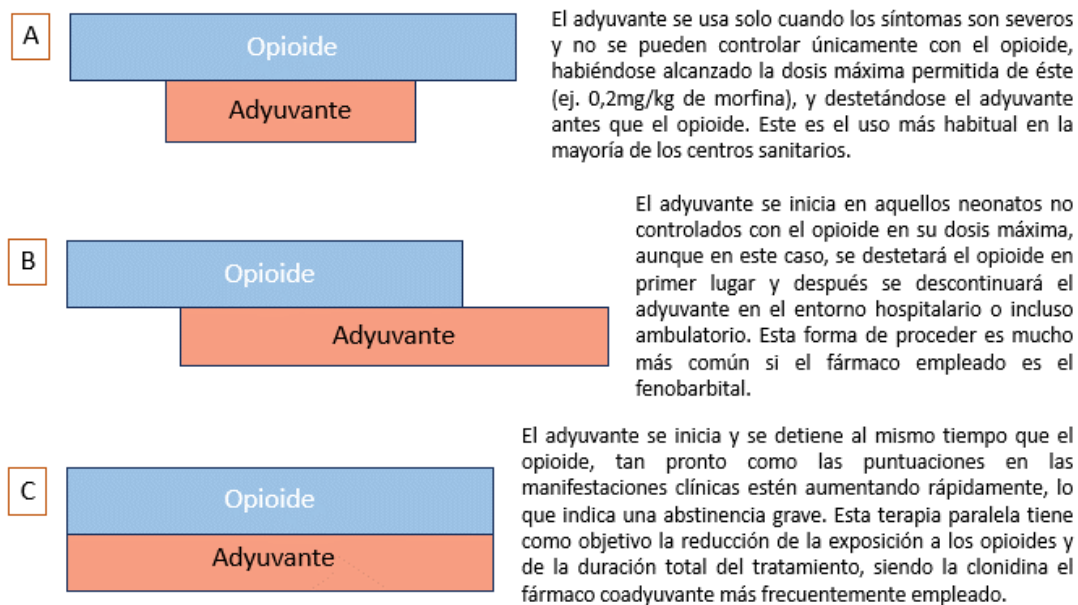 A
Opioide
Adyuvante
El adyuvante se usa solo cuando los síntomas son severos
y no se pueden controlar únicamente con el opioide,
habiéndose alcanzado la dosis máxima permitida de éste
(ej. 0,2mg/kg de morfina), y destetándose el adyuvante
antes que el opioide. Este es el uso más habitual en la
mayoría de los centros sanitarios.
B
Opioide
Adyuvante
El adyuvante se inicia en aquellos neonatos no
controlados con el opioide en su dosis máxima,
aunque en este caso, se destetará el opioide en
primer lugar y después se descontinuará el
adyuvante en el entorno hospitalario o incluso
ambulatorio. Esta forma de proceder es mucho
más común si el fármaco empleado es el
fenobarbital.
C
Opioide
Adyuvante
El adyuvante se inicia y se detiene al mismo tiempo que el
opioide, tan pronto como las puntuaciones en las
manifestaciones clínicas estén aumentando rápidamente, lo
que indica una abstinencia grave. Esta terapia paralela tiene
como objetivo la reducción de la exposición a los opioides y
de la duración total del tratamiento, siendo la clonidina el
fármaco coadyuvante más frecuentemente empleado.